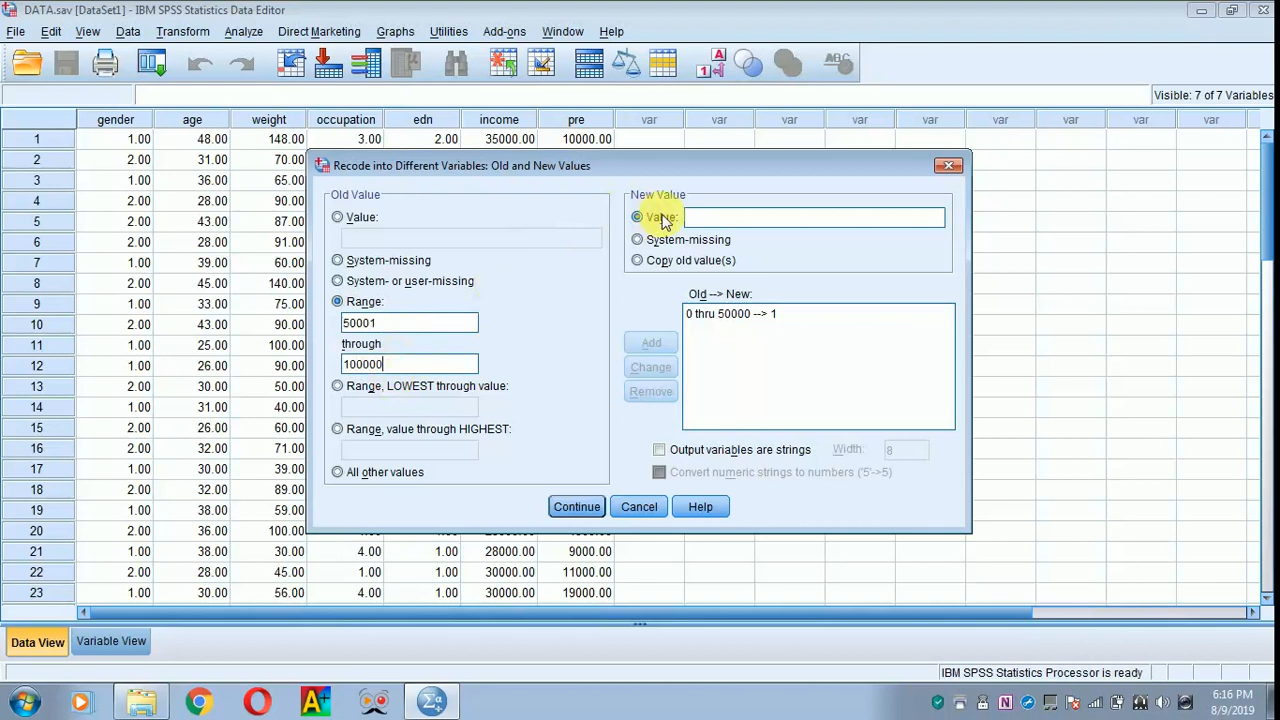 DATA.sav [DataSet1] - IBM SPSS Statistics Data Editor
File Edit View Data Transform Analyze Direct Marketing Graphs Utilities Add-ons Window Help
Visible: 7 of 7 Variables
gender age weight occupation edn income pre var var var var var var var var var
1 1.00 48.00 148.00 3.00 2.00 35000.00 10000.00
2 2.00 31.00 70.00
3 1.00 36.00 65.00
4 2.00 28.00 90.00
5 2.00 43.00 87.00
6 2.00 32.00 40.00
7 1.00 39.00 60.00
8 2.00 45.00 140.00
9 1.00 33.00 75.00
10 2.00 43.00 90.00
11 1.00 25.00 100.00
12 1.00 26.00 90.00
13 2.00 30.00 50.00
14 1.00 31.00 40.00
15 1.00 28.00 60.00
16 2.00 32.00 71.00
17 1.00 30.00 39.00
18 2.00 32.00 89.00
19 1.00 38.00 59.00
20 2.00 36.00 100.00
21 1.00 38.00 30.00 4.00 1.00 28000.00 9000.00
22 2.00 28.00 45.00 1.00 1.00 30000.00 11000.00
23 1.00 30.00 56.00 4.00 1.00 30000.00 19000.00
Recode into Different Variables: Old and New Values
Old Value
Value:
System-missing
System- or user-missing
Range:
50001
through
100000
Range, LOWEST through value:
Range, value through HIGHEST:
All other values
New Value
Value:
System-missing
Copy old value(s)
Old --> New:
0 thru 50000 --> 1
Add
Change
Remove
Output variables are strings Width: 8
Convert numeric strings to numbers ('5'->5)
Continue Cancel Help
Data View Variable View
IBM SPSS Statistics Processor is ready
6:16 PM
8/9/2019